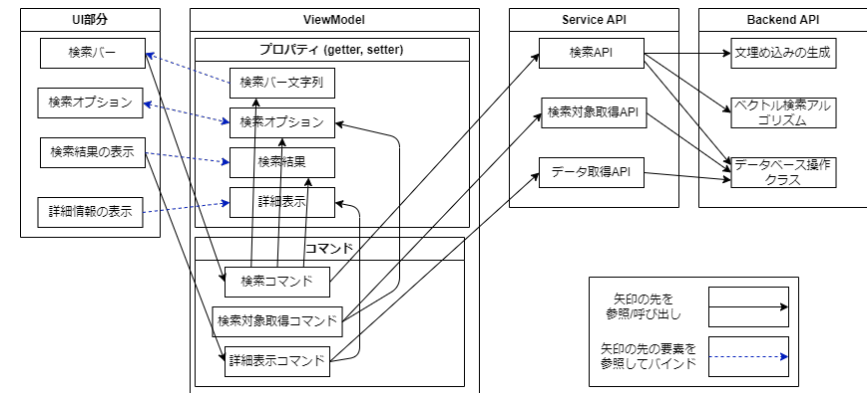 UI部分
検索バー
検索オプション
検索結果の表示
詳細情報の表示
ViewModel
プロパティ (getter, setter)
検索バー文字列
検索オプション
検索結果
詳細表示
コマンド
検索コマンド
検索対象取得コマンド
詳細表示コマンド
Service API
検索API
検索対象取得API
データ取得API
Backend API
文埋め込みの生成
ベクトル検索アル
ゴリズム
データベース操作
クラス
矢印の先を
参照/呼び出し
矢印の先の要素を
参照してバインド